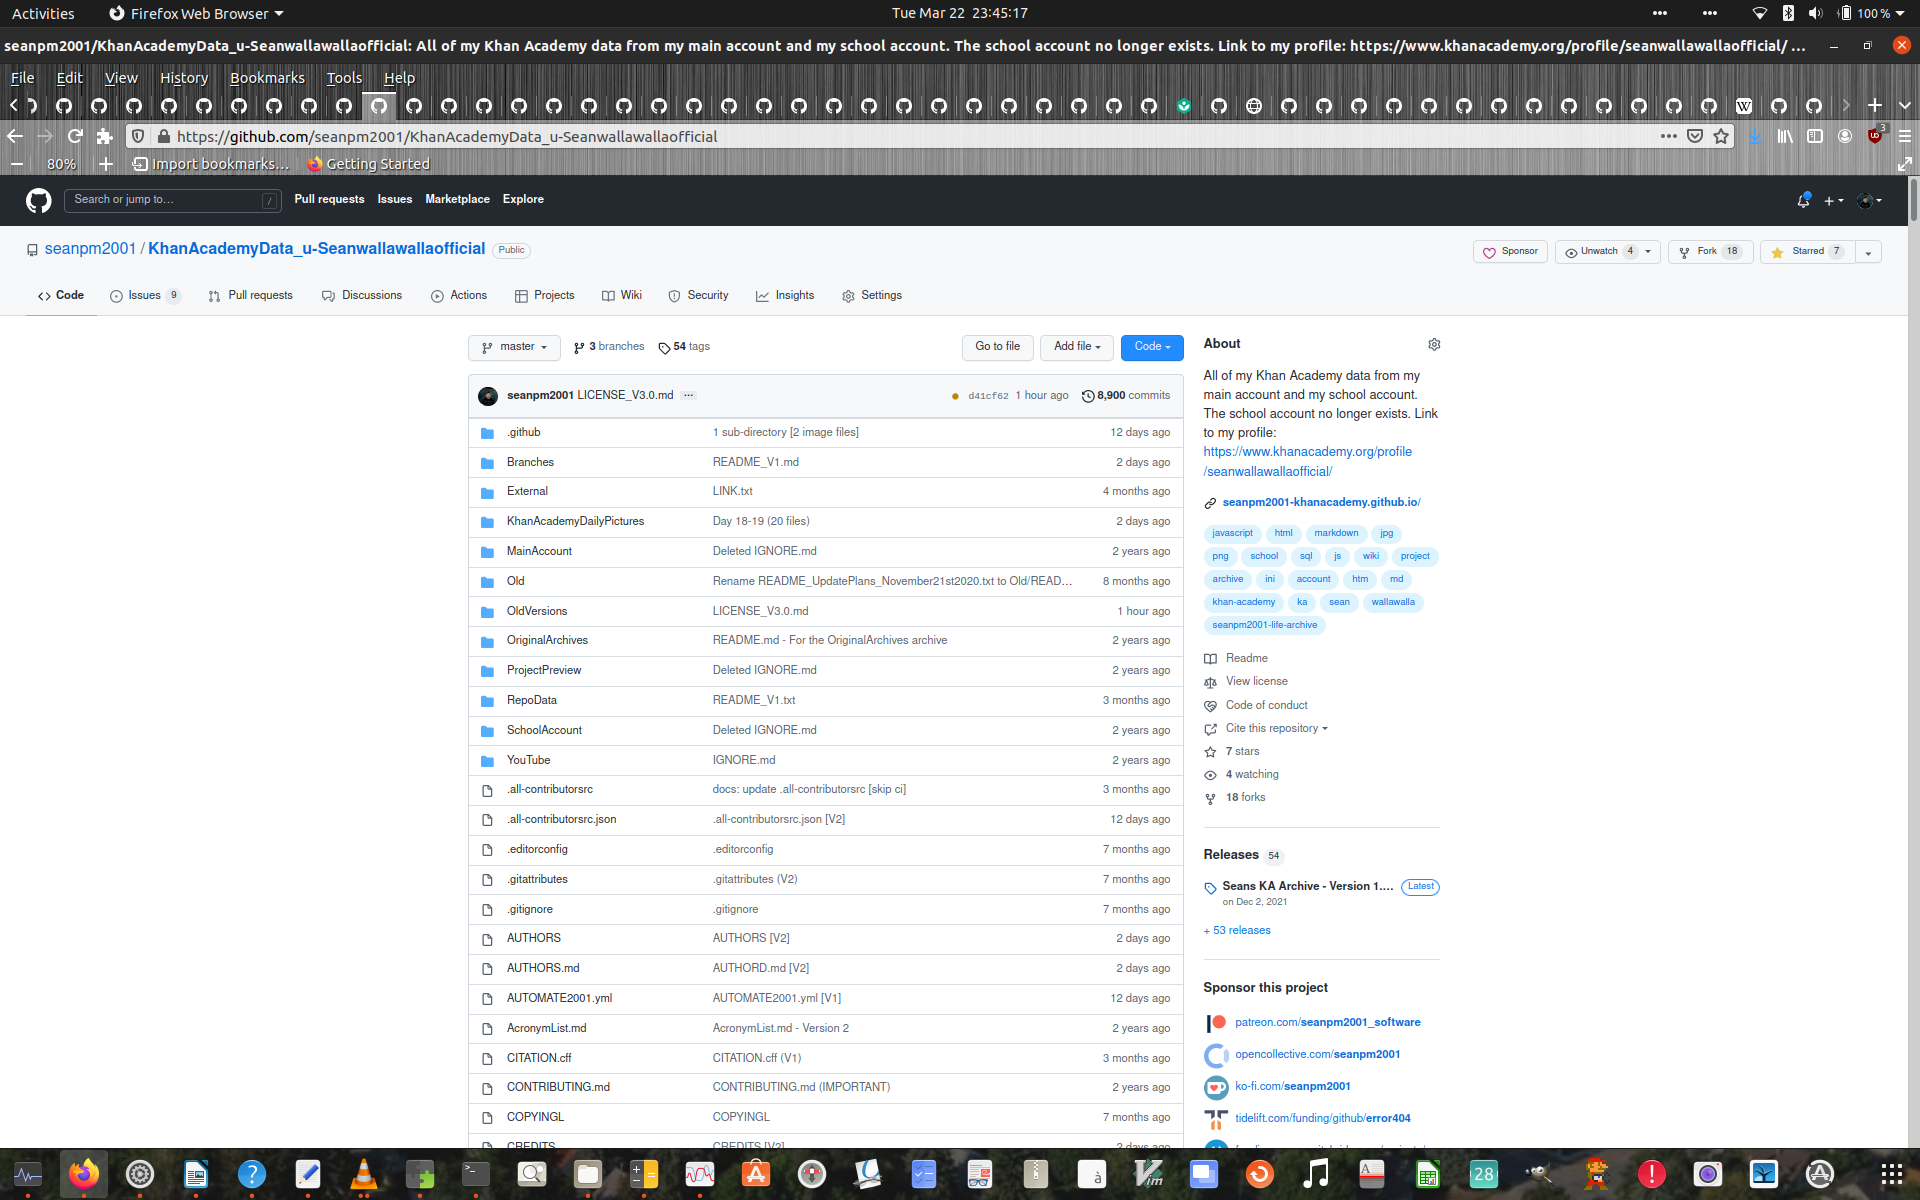 Activities Firefox Web Browser Tue Mar 22 23:45:17 100 %
seanpm2001/KhanAcademyData_u-Seanwallawallaofficial: All of my Khan Academy data from my main account and my school account. The school account no longer exists. Link to my profile: https://www.khanacademy.org/profile/seanwallawallaofficial/ ...
File Edit View History Bookmarks Tools Help
https://github.com/seanpm2001/KhanAcademyData_u-Seanwallawallaofficial 3
80% Import bookmarks... Getting Started
Search or jump to... / Pull requests Issues Marketplace Explore
seanpm2001 / KhanAcademyData_u-Seanwallawallaofficial Public Sponsor Unwatch 4 Fork 18 Starred 7
Code Issues 9 Pull requests Discussions Actions Projects Wiki Security Insights Settings
master 3 branches 54 tags Go to file Add file Code
seanpm2001 LICENSE_V3.0.md ... d41cf62 1 hour ago 8,900 commits
.github 1 sub-directory [2 image files] 12 days ago
Branches README_V1.md 2 days ago
External LINK.txt 4 months ago
KhanAcademyDailyPictures Day 18-19 (20 files) 2 days ago
MainAccount Deleted IGNORE.md 2 years ago
Old Rename README_UpdatePlans_November21st2020.txt to Old/READ... 8 months ago
OldVersions LICENSE_V3.0.md 1 hour ago
OriginalArchives README.md - For the OriginalArchives archive 2 years ago
ProjectPreview Deleted IGNORE.md 2 years ago
RepoData README_V1.txt 3 months ago
SchoolAccount Deleted IGNORE.md 2 years ago
YouTube IGNORE.md 2 years ago
.all-contributorsrc docs: update .all-contributorsrc [skip ci] 3 months ago
.all-contributorsrc.json .all-contributorsrc.json [V2] 12 days ago
.editorconfig .editorconfig 7 months ago
.gitattributes .gitattributes (V2) 7 months ago
.gitignore .gitignore 7 months ago
AUTHORS AUTHORS [V2] 2 days ago
AUTHORS.md AUTHORD.md [V2] 2 days ago
AUTOMATE2001.yml AUTOMATE2001.yml [V1] 12 days ago
AcronymList.md AcronymList.md - Version 2 2 years ago
CITATION.cff CITATION.cff (V1) 3 months ago
CONTRIBUTING.md CONTRIBUTING.md (IMPORTANT) 2 years ago
COPYINGL COPYINGL 7 months ago
CREDITS CREDITS [V2] 2 days ago
About
All of my Khan Academy data from my
main account and my school account.
The school account no longer exists. Link
to my profile:
https://www.khanacademy.org/profile
/seanwallawallaofficial/
seanpm2001-khanacademy.github.io/
javascript html markdown jpg
png school sql js wiki project
archive ini account htm md
khan-academy ka sean wallawalla
seanpm2001-life-archive
Readme
View license
Code of conduct
Cite this repository
7 stars
4 watching
18 forks
Releases 54
Seans KA Archive - Version 1.... Latest
on Dec 2, 2021
+ 53 releases
Sponsor this project
patreon.com/seanpm2001_software
opencollective.com/seanpm2001
ko-fi.com/seanpm2001
tidelift.com/funding/github/error404
28